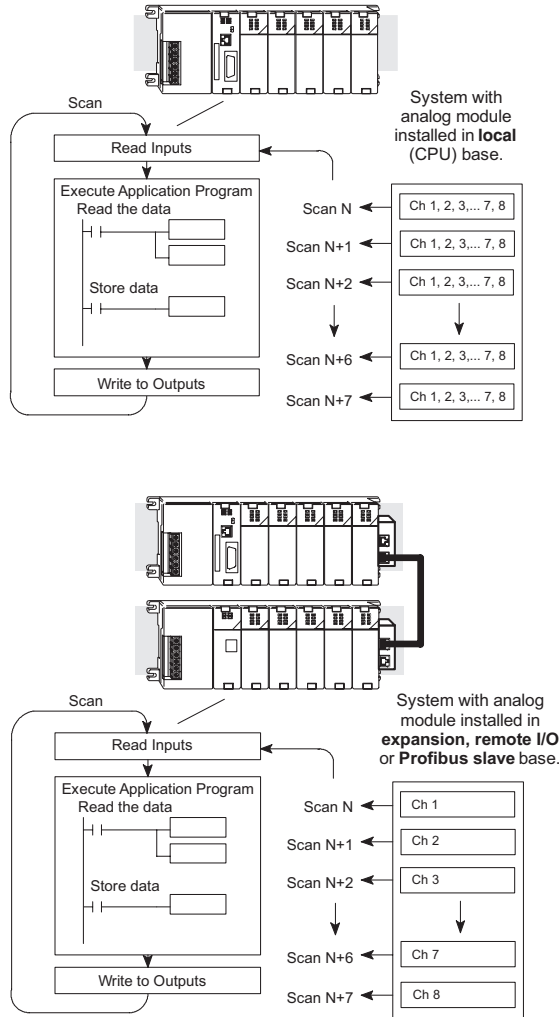 Scan
System with
analog module
installed in local
(CPU) base.
Read Inputs
Execute Application Program
Read the data
Store data
Write to Outputs
Scan N
Ch 1, 2, 3,... 7, 8
Scan N+1
Ch 1, 2, 3,... 7, 8
Scan N+2
Ch 1, 2, 3,... 7, 8
Scan N+6
Ch 1, 2, 3,... 7, 8
Scan N+7
Ch 1, 2, 3,... 7, 8
Scan
System with analog
module installed in
expansion, remote I/O
or Profibus slave base.
Read Inputs
Execute Application Program
Read the data
Store data
Write to Outputs
Scan N
Ch 1
Scan N+1
Ch 2
Scan N+2
Ch 3
Scan N+6
Ch 7
Scan N+7
Ch 8